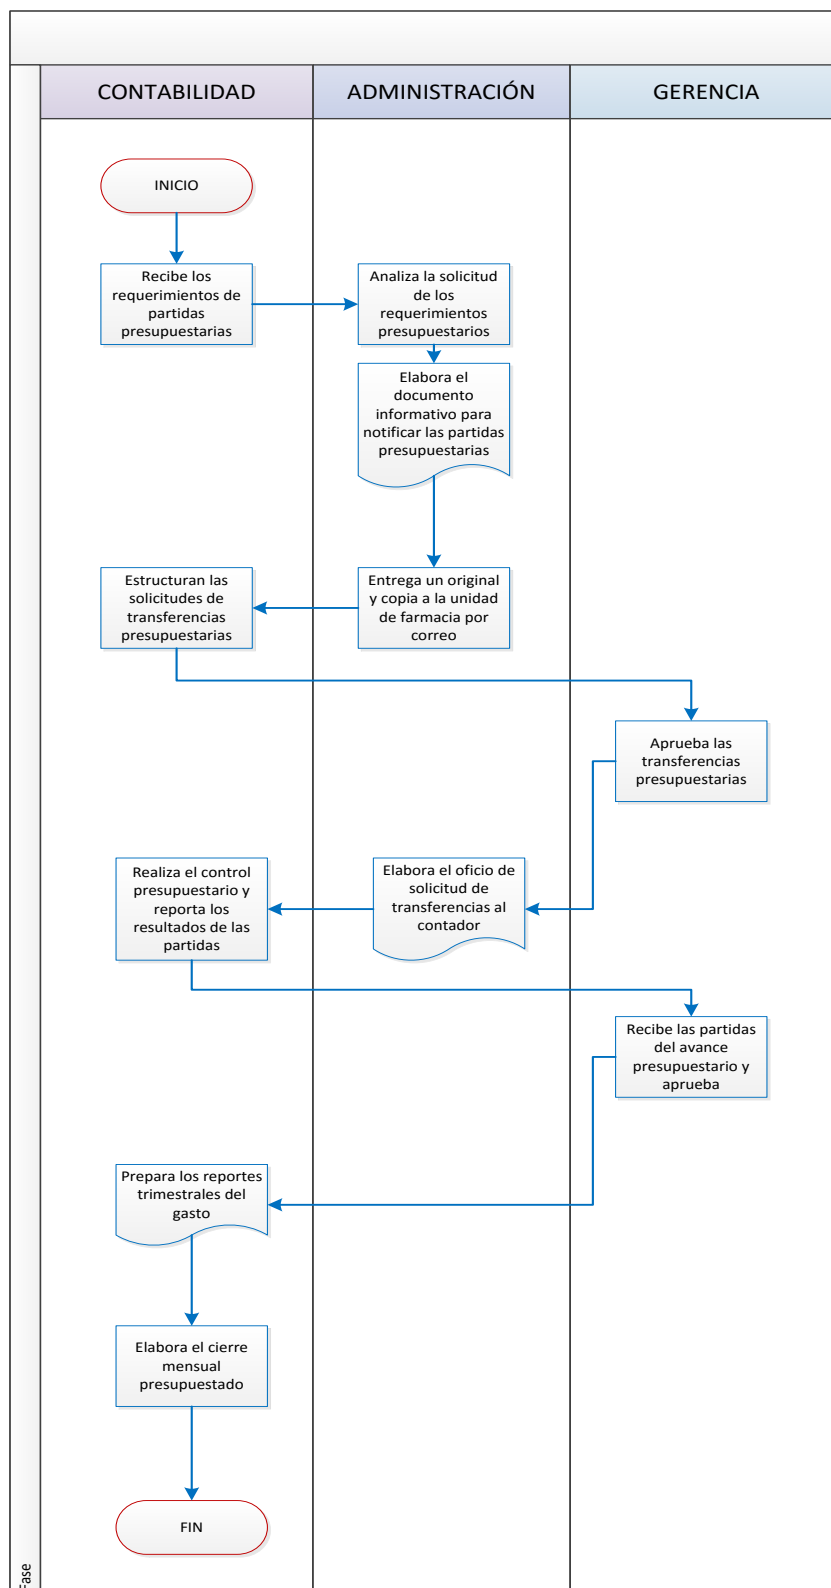 CONTABILIDAD
ADMINISTRACIÓN
GERENCIA
INICIO
Recibe los
requerimientos de
partidas
presupuestarias
Analiza la solicitud
de los
requerimientos
presupuestarios
Elabora el
documento
informativo para
notificar las partidas
presupuestarias
Entrega un original
y copia a la unidad
de farmacia por
correo
Estructuran las
solicitudes de
transferencias
presupuestarias
Aprueba las
transferencias
presupuestarias
Elabora el oficio de
solicitud de
transferencias al
contador
Realiza el control
presupuestario y
reporta los
resultados de las
partidas
Recibe las partidas
del avance
presupuestario y
aprueba
Prepara los reportes
trimestrales del
gasto
Elabora el cierre
mensual
presupuestado
FIN
Fase